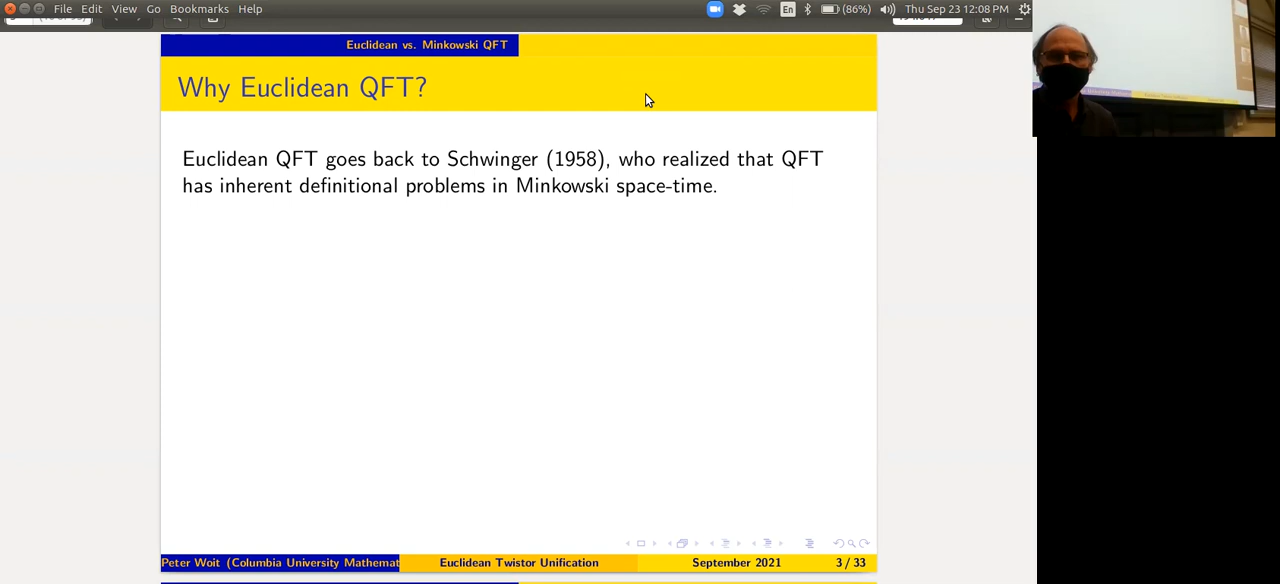 File Edit View Go Bookmarks Help
En (86%) Thu Sep 23 12:08 PM
Euclidean vs. Minkowski QFT
Why Euclidean QFT?
Euclidean QFT goes back to Schwinger (1958), who realized that QFT
has inherent definitional problems in Minkowski space-time.
Peter Woit (Columbia University Mathemat Euclidean Twistor Unification September 2021 3 / 33